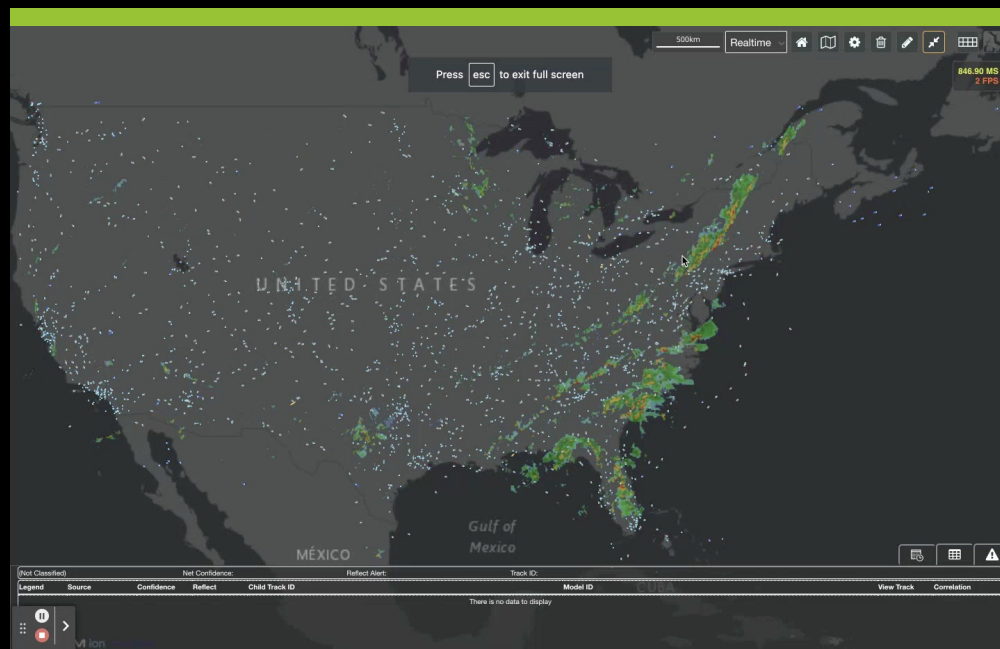 500km
Realtime
Press esc to exit full screen
846.90 MS
2 FPS
UNITED STATES
Gulf of
Mexico
MÉXICO
(Not Classified) Net Confidence: Reflect Alert: Track ID:
Legend Source Confidence Reflect Child Track ID Model ID View Track Correlation
CUBA
There is no data to display
ion